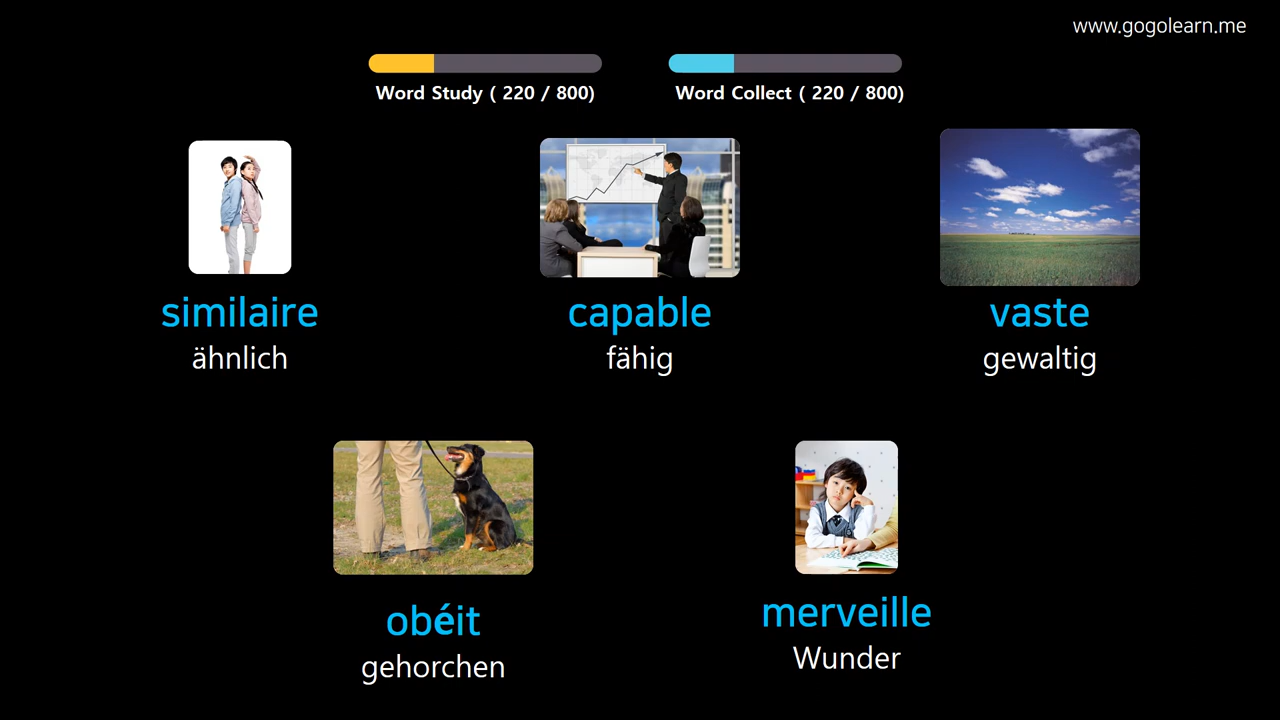 www.gogolearn.me
Word Study ( 220 / 800)
Word Collect ( 220 / 800)
similaire
ähnlich
capable
fähig
vaste
gewaltig
obéit
gehorchen
merveille
Wunder